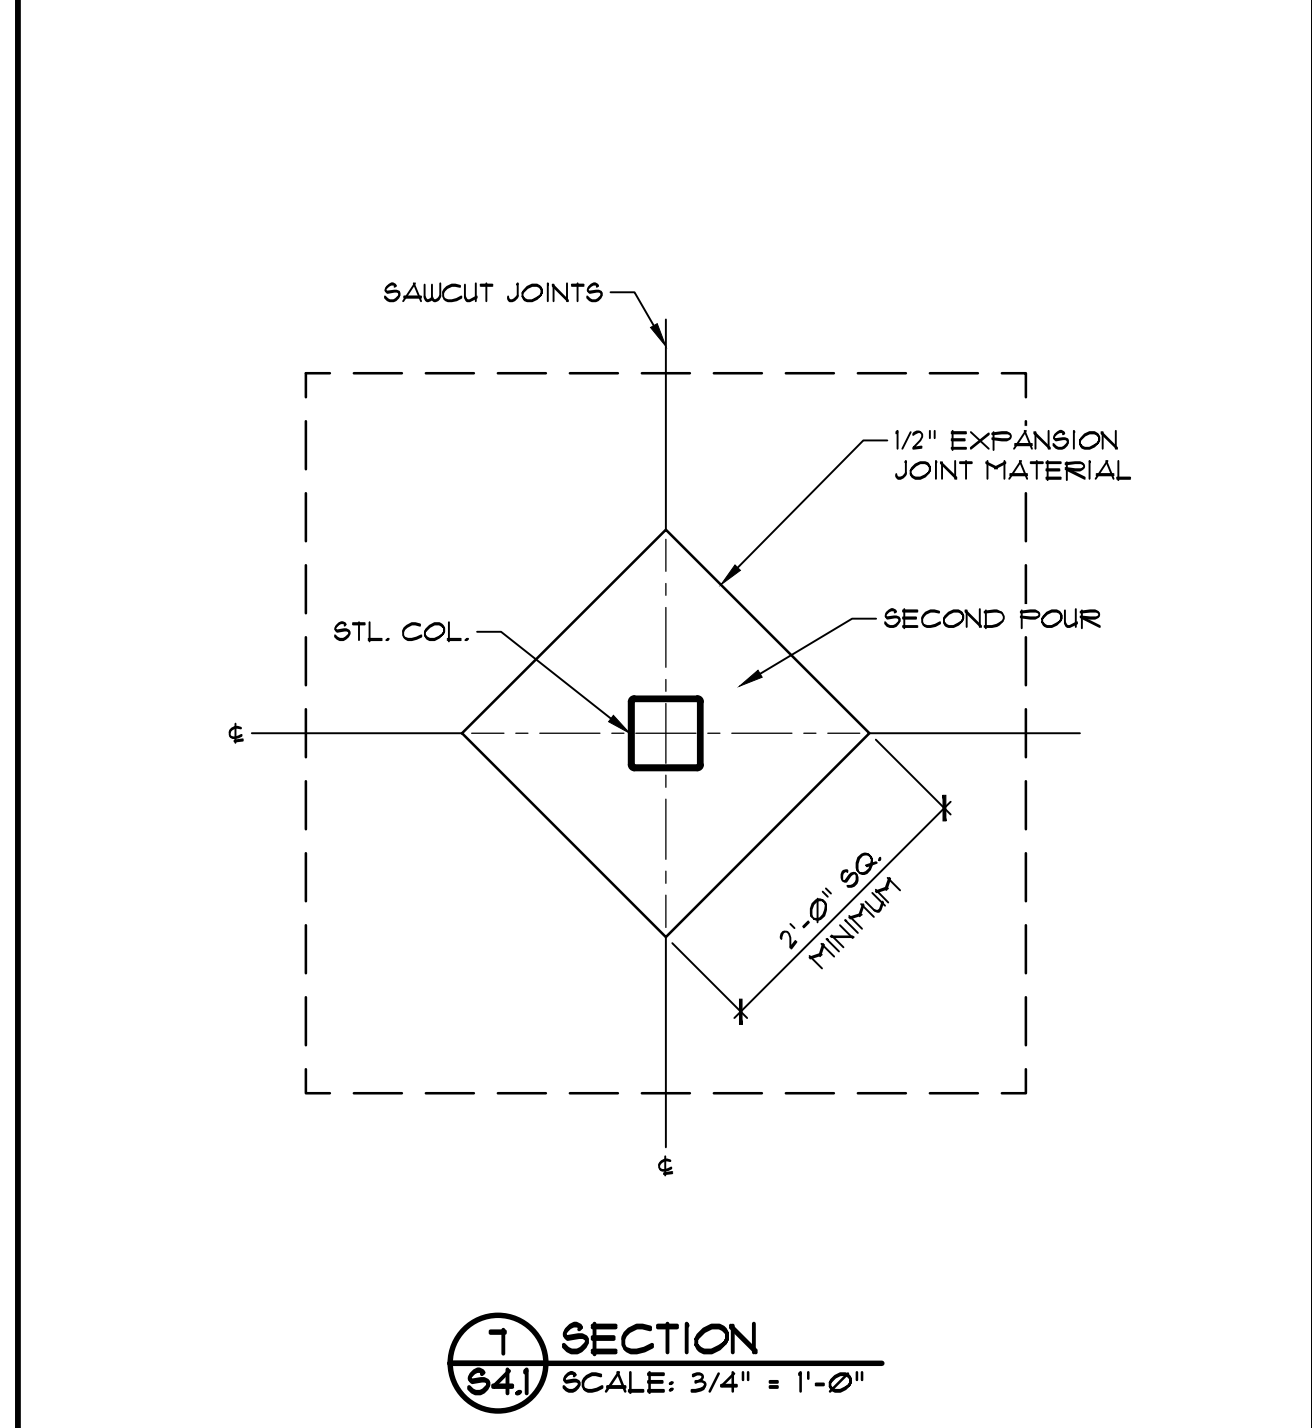 SAWCUT JOINTS
1/2" EXPANSION
JOINT MATERIAL
SECOND POUR
STL. COL.
℄
2'-0" SQ.
MINIMUM
℄
7
S4.1
SECTION
SCALE: 3/4" = 1'-0"